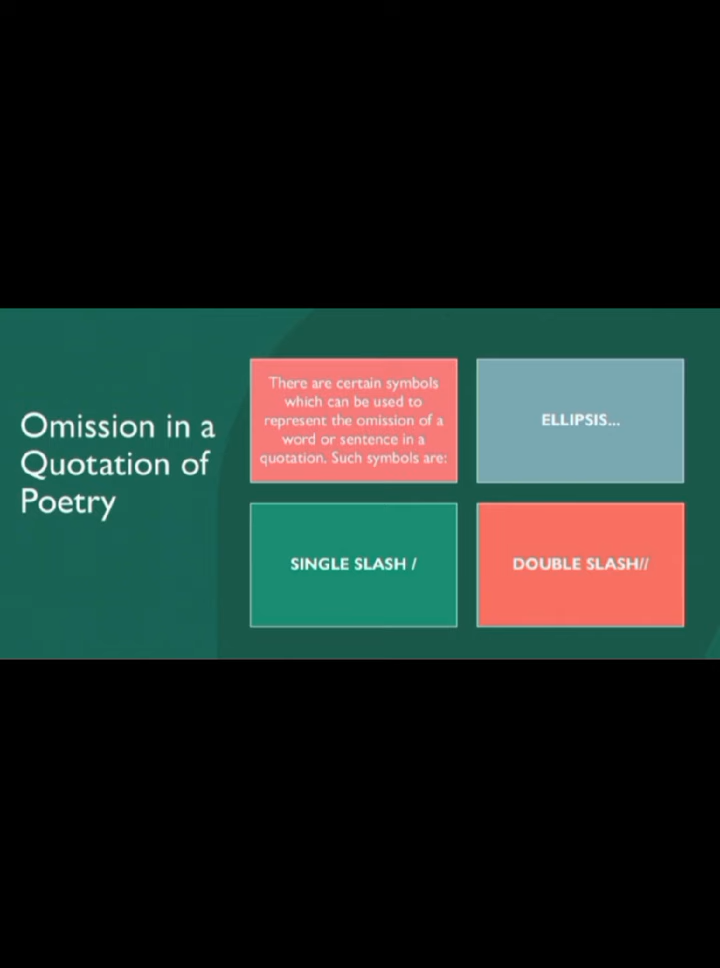 Omission in a
Quotation of
Poetry
There are certain symbols
which can be used to
represent the omission of a
word or sentence in a
quotation. Such symbols are:
ELLIPSIS...
SINGLE SLASH /
DOUBLE SLASH//